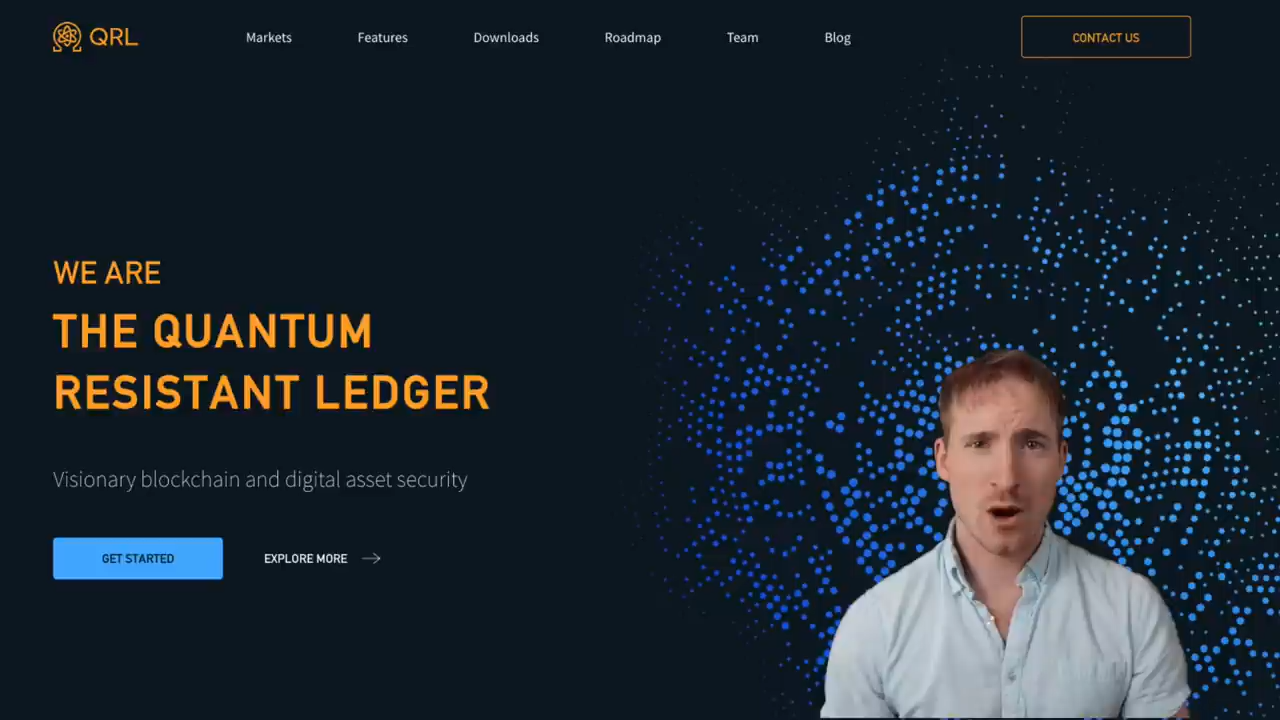 QRL
Markets
Features
Downloads
Roadmap
Team
Blog
CONTACT US
WE ARE
THE QUANTUM
RESISTANT LEDGER
Visionary blockchain and digital asset security
GET STARTED
EXPLORE MORE